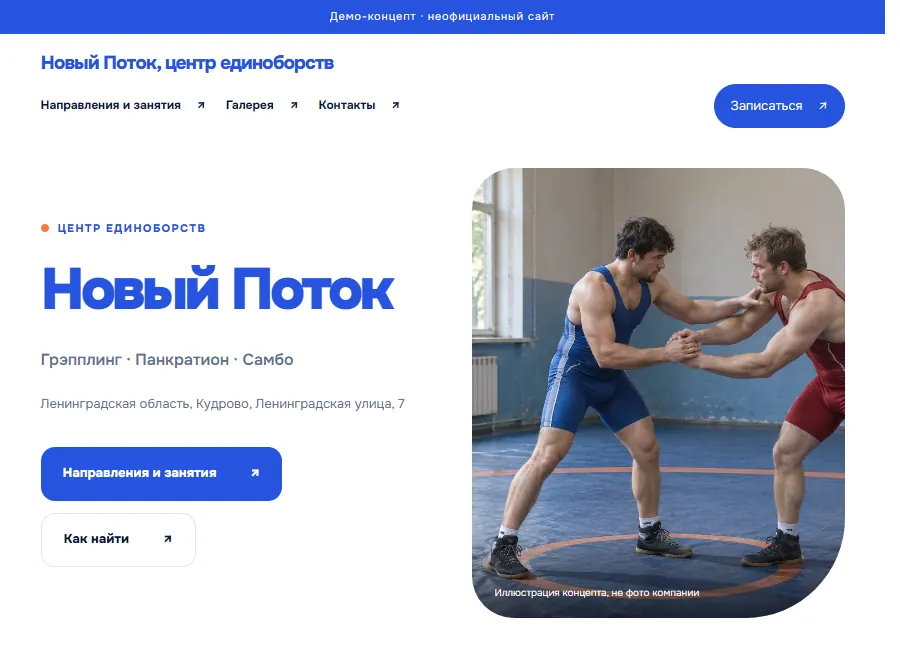 Демо-концепт · неофициальный сайт
Новый Поток, центр единоборств
Направления и занятия
Галерея
Контакты
Записаться
ЦЕНТР ЕДИНОБОРСТВ
Новый Поток
Грэпплинг · Панкратион · Самбо
Ленинградская область, Кудрово, Ленинградская улица, 7
Направления и занятия
Как найти
Иллюстрация концепта, не фото компании